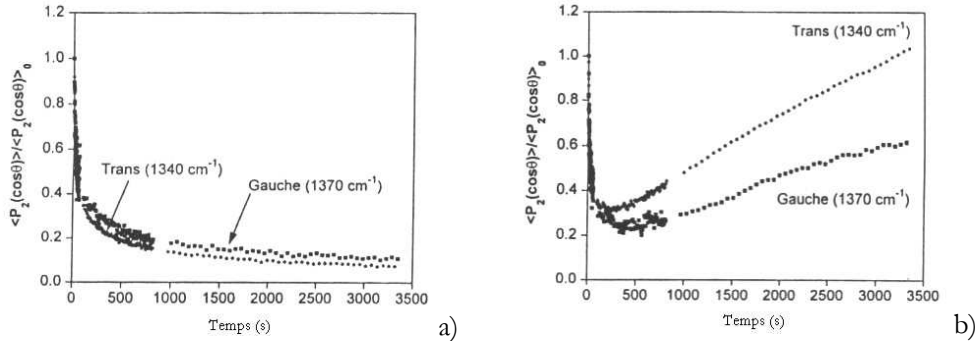 1.2
1.0
0.8
0.6
0.4
0.2
0.0
<P₂(cosθ)>/<P₂(cosθ)>₀
Trans (1340 cm⁻¹)
Gauche (1370 cm⁻¹)
0 500 1000 1500 2000 2500 3000 3500
Temps (s)
a)
1.2
1.0
0.8
0.6
0.4
0.2
0.0
<P₂(cosθ)>/<P₂(cosθ)>₀
Trans (1340 cm⁻¹)
Gauche (1370 cm⁻¹)
0 500 1000 1500 2000 2500 3000 3500
Temps (s)
b)